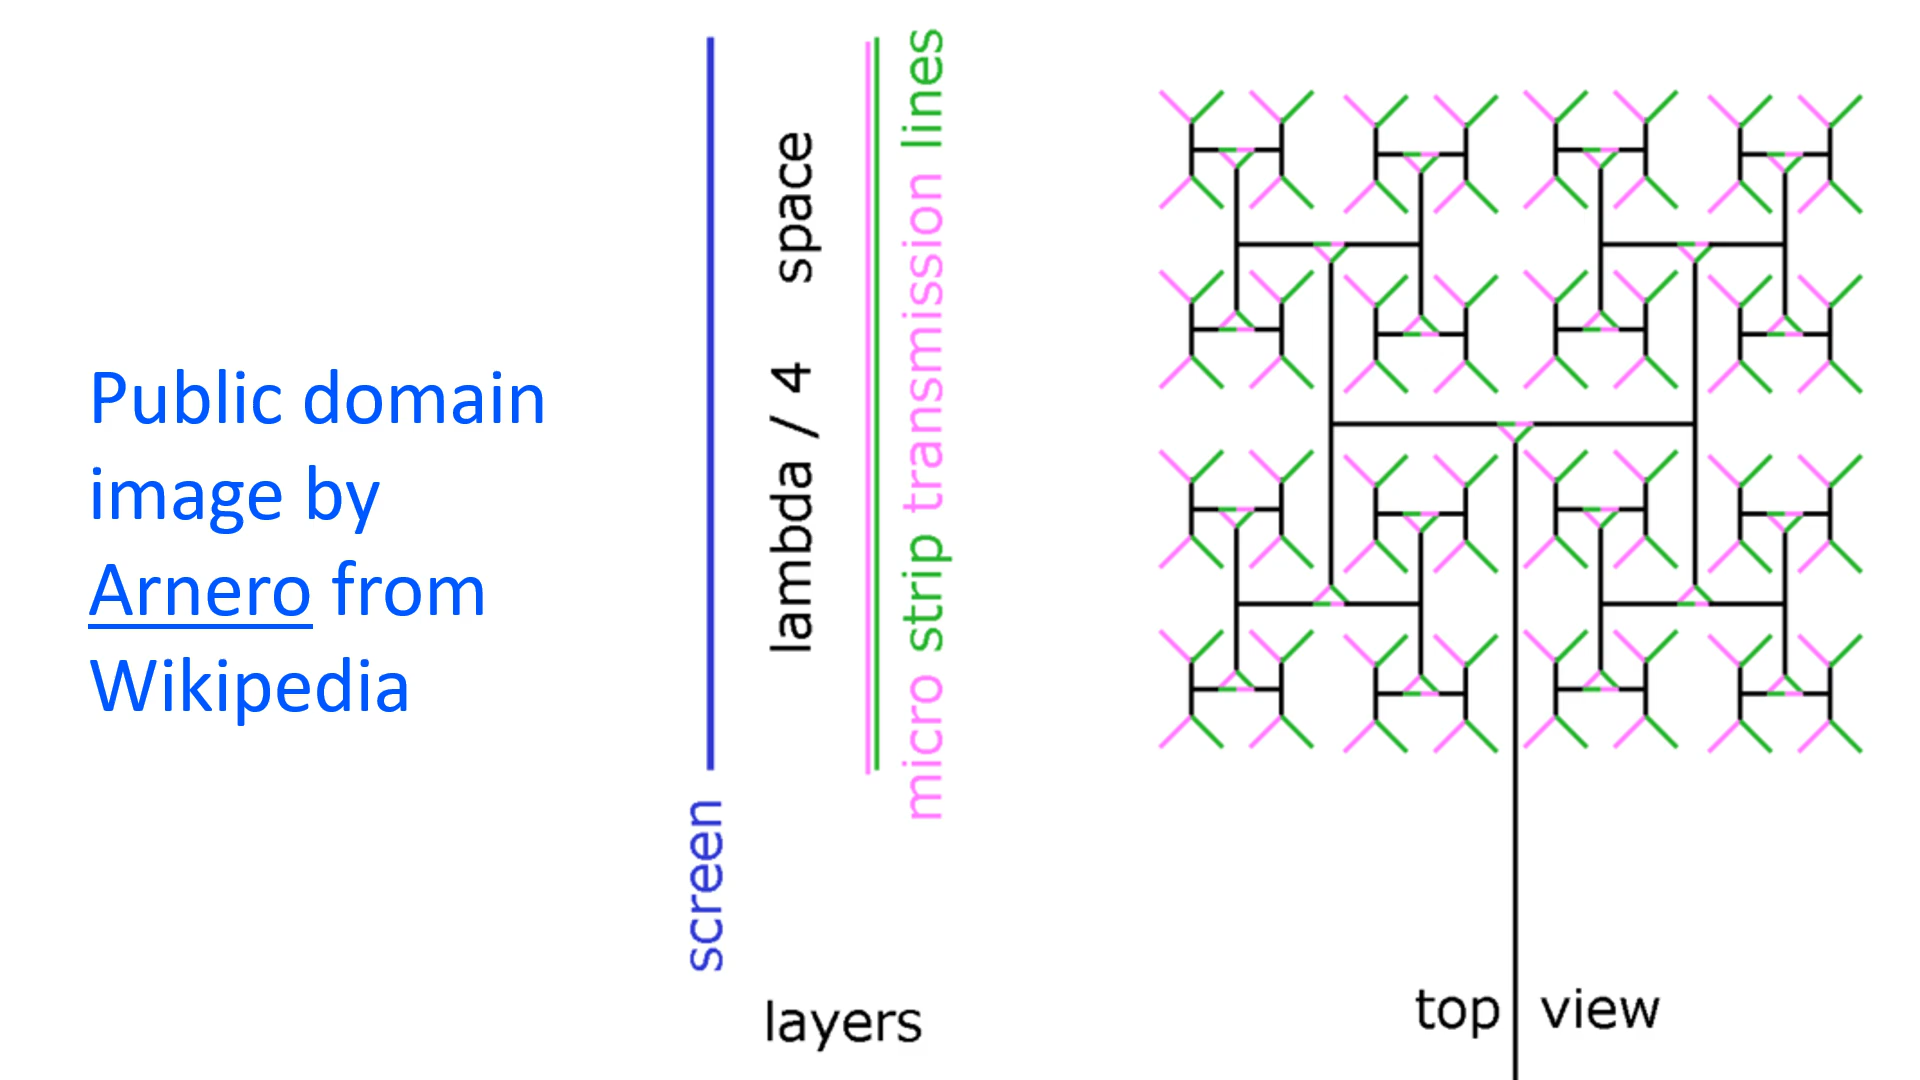 Public domain
image by
Arnero from
Wikipedia
screen
lambda / 4 space
micro strip transmission lines
layers
top view